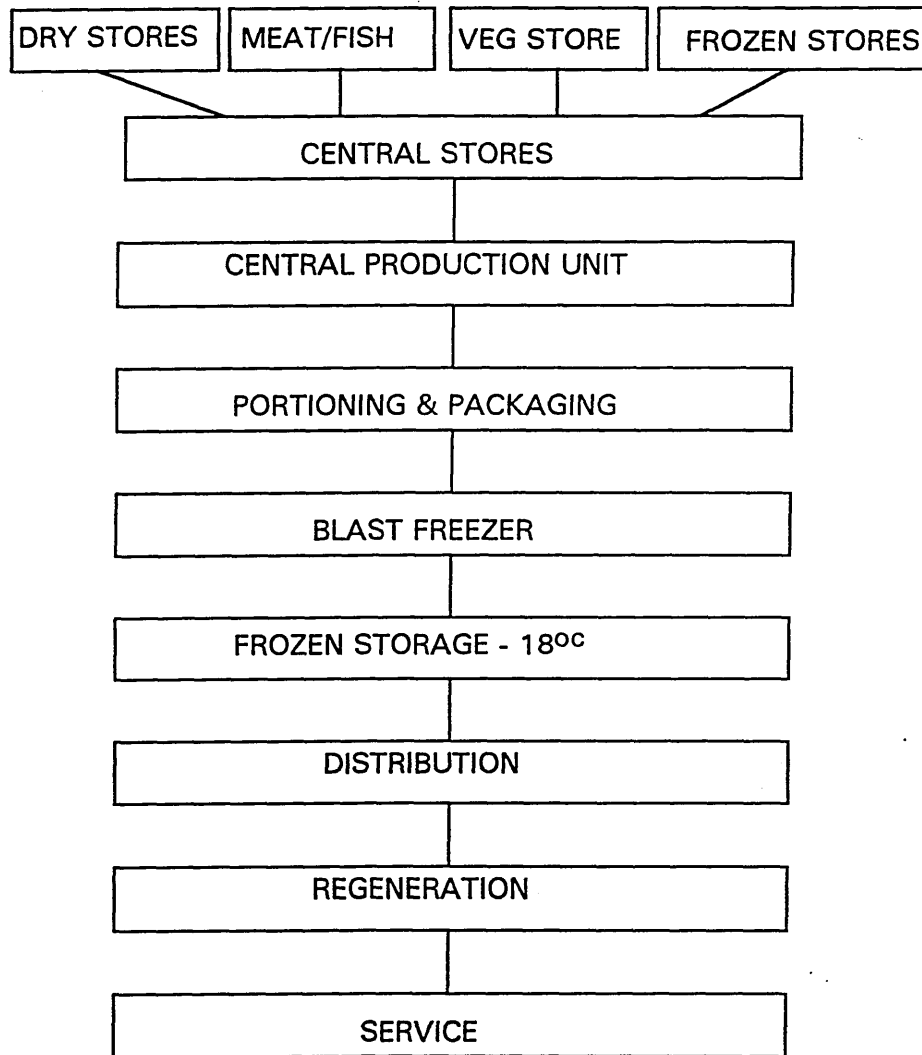 DRY STORES
MEAT/FISH
VEG STORE
FROZEN STORES
CENTRAL STORES
CENTRAL PRODUCTION UNIT
PORTIONING & PACKAGING
BLAST FREEZER
FROZEN STORAGE - 18ºc
DISTRIBUTION
REGENERATION
SERVICE